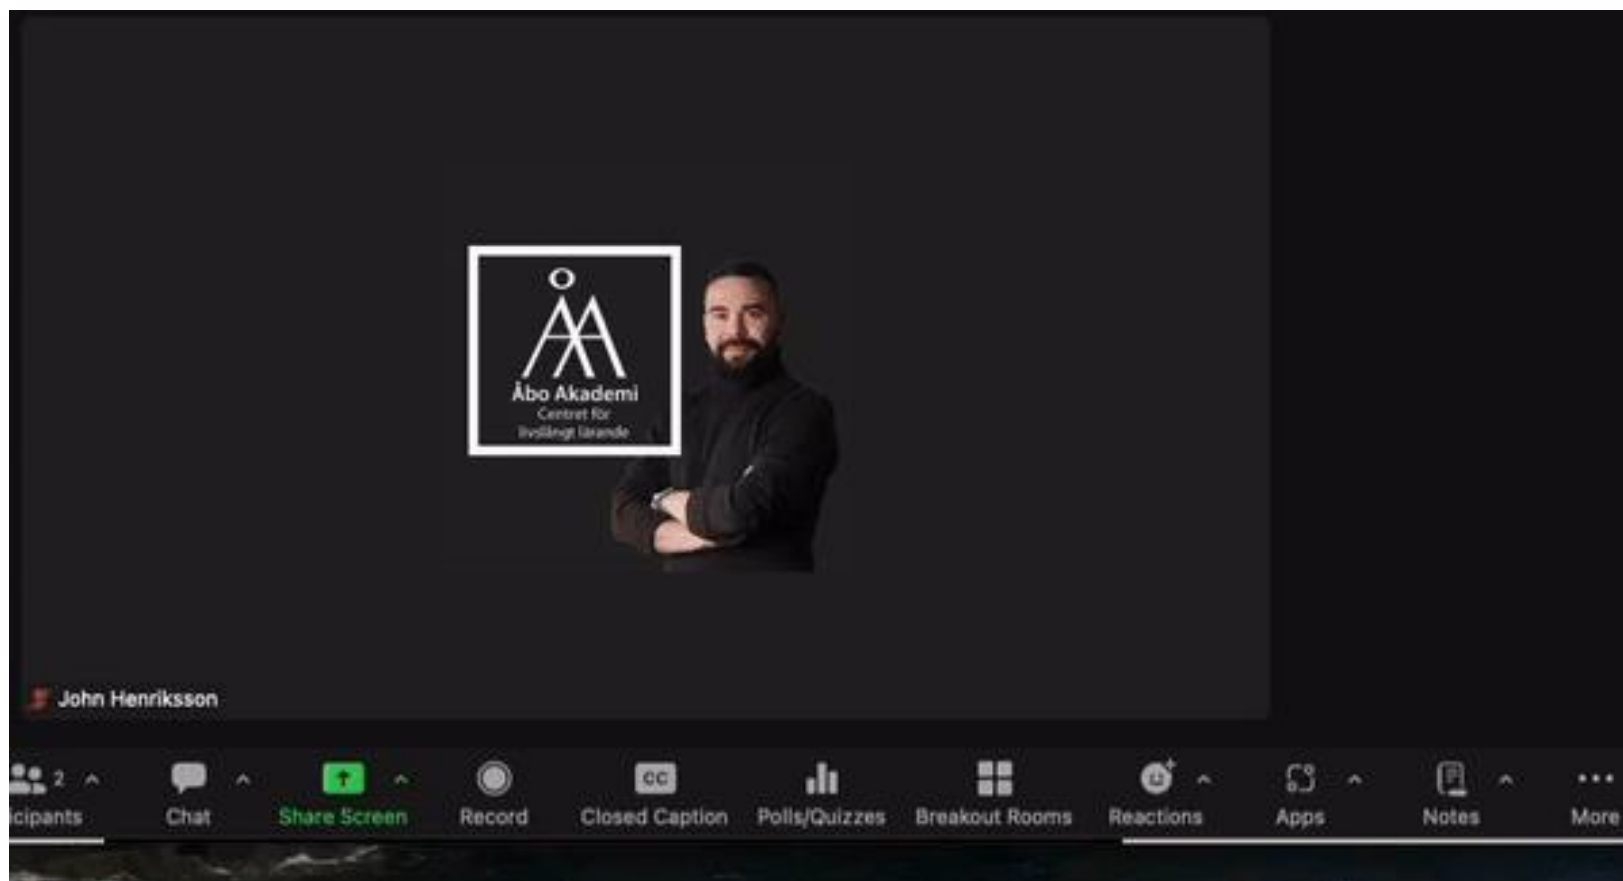 ÅA
Åbo Akademi
Centret för
livslångt lärande
John Henriksson
2
icipants
Chat
Share Screen
Record
CC
Closed Caption
Polls/Quizzes
Breakout Rooms
Reactions
Apps
Notes
More